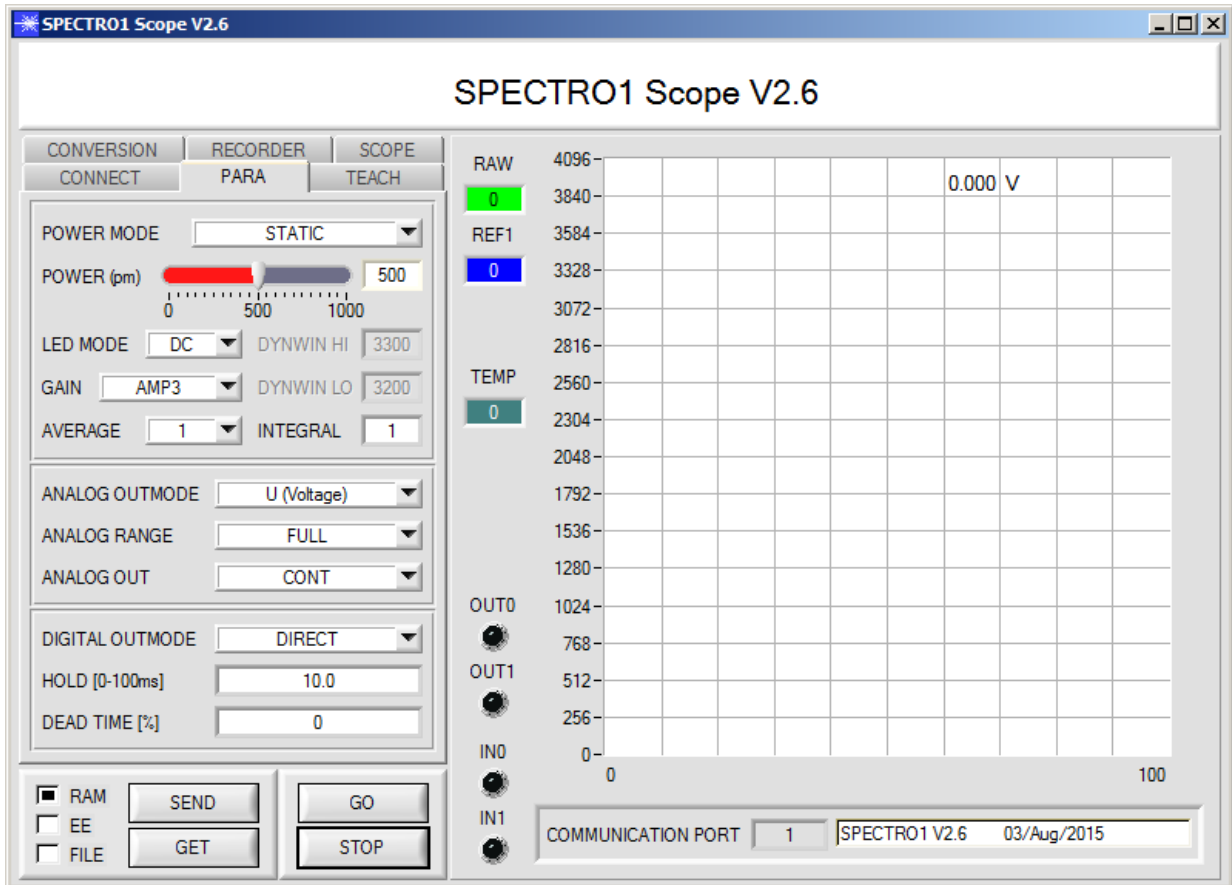 SPECTRO1 Scope V2.6
SPECTRO1 Scope V2.6
CONVERSION RECORDER SCOPE
CONNECT PARA TEACH
POWER MODE STATIC
POWER (pm) 500
0 500 1000
LED MODE DC DYNWIN HI 3300
GAIN AMP3 DYNWIN LO 3200
AVERAGE 1 INTEGRAL 1
ANALOG OUTMODE U (Voltage)
ANALOG RANGE FULL
ANALOG OUT CONT
DIGITAL OUTMODE DIRECT
HOLD [0-100ms] 10.0
DEAD TIME [%] 0
RAM
EE
FILE
SEND
GET
GO
STOP
RAW
0
REF1
0
TEMP
0
OUT0
OUT1
IN0
IN1
4096
3840
3584
3328
3072
2816
2560
2304
2048
1792
1536
1280
1024
768
512
256
0
0.000 V
0 100
COMMUNICATION PORT 1 SPECTRO1 V2.6 03/Aug/2015